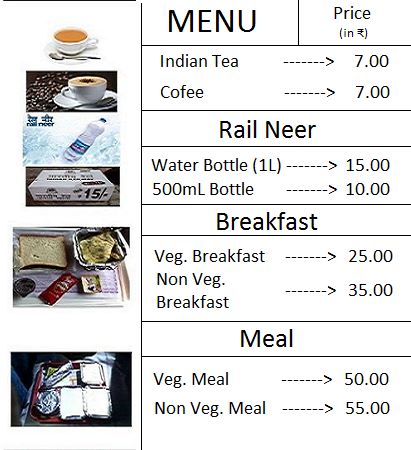 MENU
Price
(in ₹)
Indian Tea -------> 7.00
Cofee -------> 7.00
रेल नीर
rail neer
Rail Neer
Water Bottle (1L) -------> 15.00
500mL Bottle -------> 10.00
15/-
Breakfast
Veg. Breakfast -------> 25.00
Non Veg.
Breakfast -------> 35.00
Meal
Veg. Meal -------> 50.00
Non Veg. Meal -------> 55.00